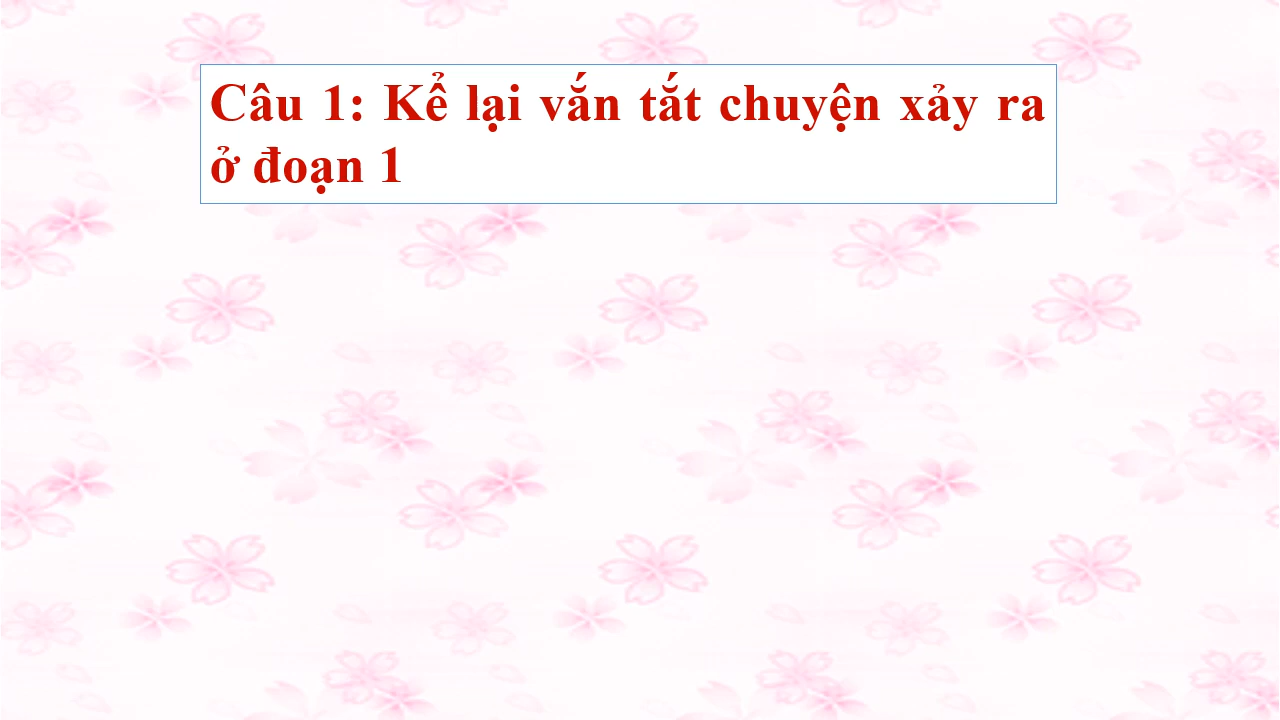 Câu 1: Kể lại vắn tắt chuyện xảy ra
ở đoạn 1